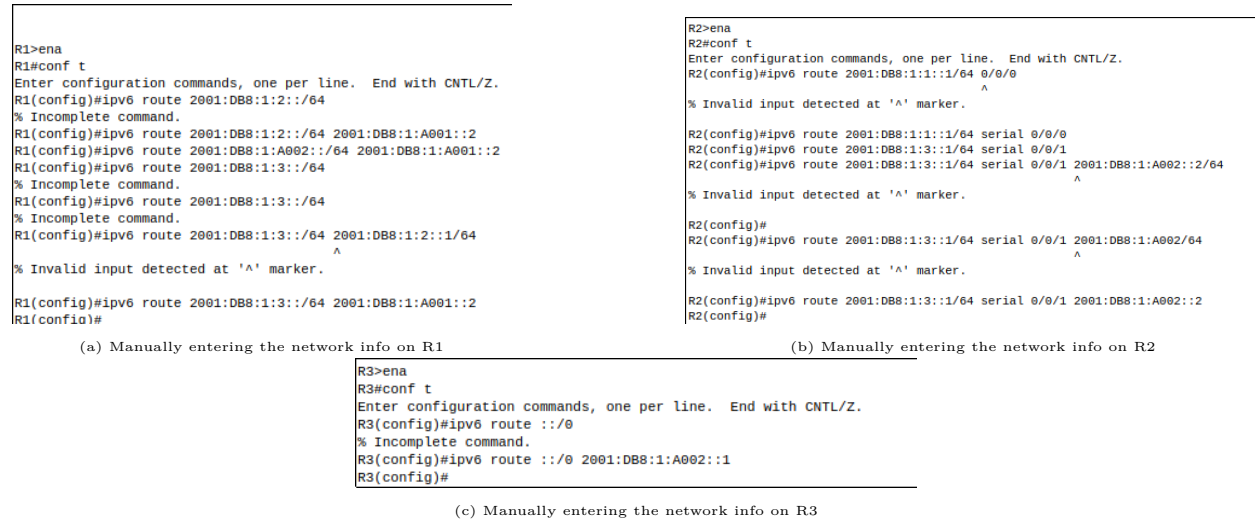 R1>ena
R1#conf t
Enter configuration commands, one per line.  End with CNTL/Z.
R1(config)#ipv6 route 2001:DB8:1:2::/64
% Incomplete command.
R1(config)#ipv6 route 2001:DB8:1:2::/64 2001:DB8:1:A001::2
R1(config)#ipv6 route 2001:DB8:1:A002::/64 2001:DB8:1:A001::2
R1(config)#ipv6 route 2001:DB8:1:3::/64
% Incomplete command.
R1(config)#ipv6 route 2001:DB8:1:3::/64
% Incomplete command.
R1(config)#ipv6 route 2001:DB8:1:3::/64 2001:DB8:1:2::1/64
^
% Invalid input detected at '^' marker.
R1(config)#ipv6 route 2001:DB8:1:3::/64 2001:DB8:1:A001::2
R1(config)#
(a) Manually entering the network info on R1
R2>ena
R2#conf t
Enter configuration commands, one per line.  End with CNTL/Z.
R2(config)#ipv6 route 2001:DB8:1:1::1/64 0/0/0
^
% Invalid input detected at '^' marker.
R2(config)#ipv6 route 2001:DB8:1:1::1/64 serial 0/0/0
R2(config)#ipv6 route 2001:DB8:1:3::1/64 serial 0/0/1
R2(config)#ipv6 route 2001:DB8:1:3::1/64 serial 0/0/1 2001:DB8:1:A002::2/64
^
% Invalid input detected at '^' marker.
R2(config)#
R2(config)#ipv6 route 2001:DB8:1:3::1/64 serial 0/0/1 2001:DB8:1:A002/64
^
% Invalid input detected at '^' marker.
R2(config)#ipv6 route 2001:DB8:1:3::1/64 serial 0/0/1 2001:DB8:1:A002::2
R2(config)#
(b) Manually entering the network info on R2
R3>ena
R3#conf t
Enter configuration commands, one per line.  End with CNTL/Z.
R3(config)#ipv6 route ::/0
% Incomplete command.
R3(config)#ipv6 route ::/0 2001:DB8:1:A002::1
R3(config)#
(c) Manually entering the network info on R3